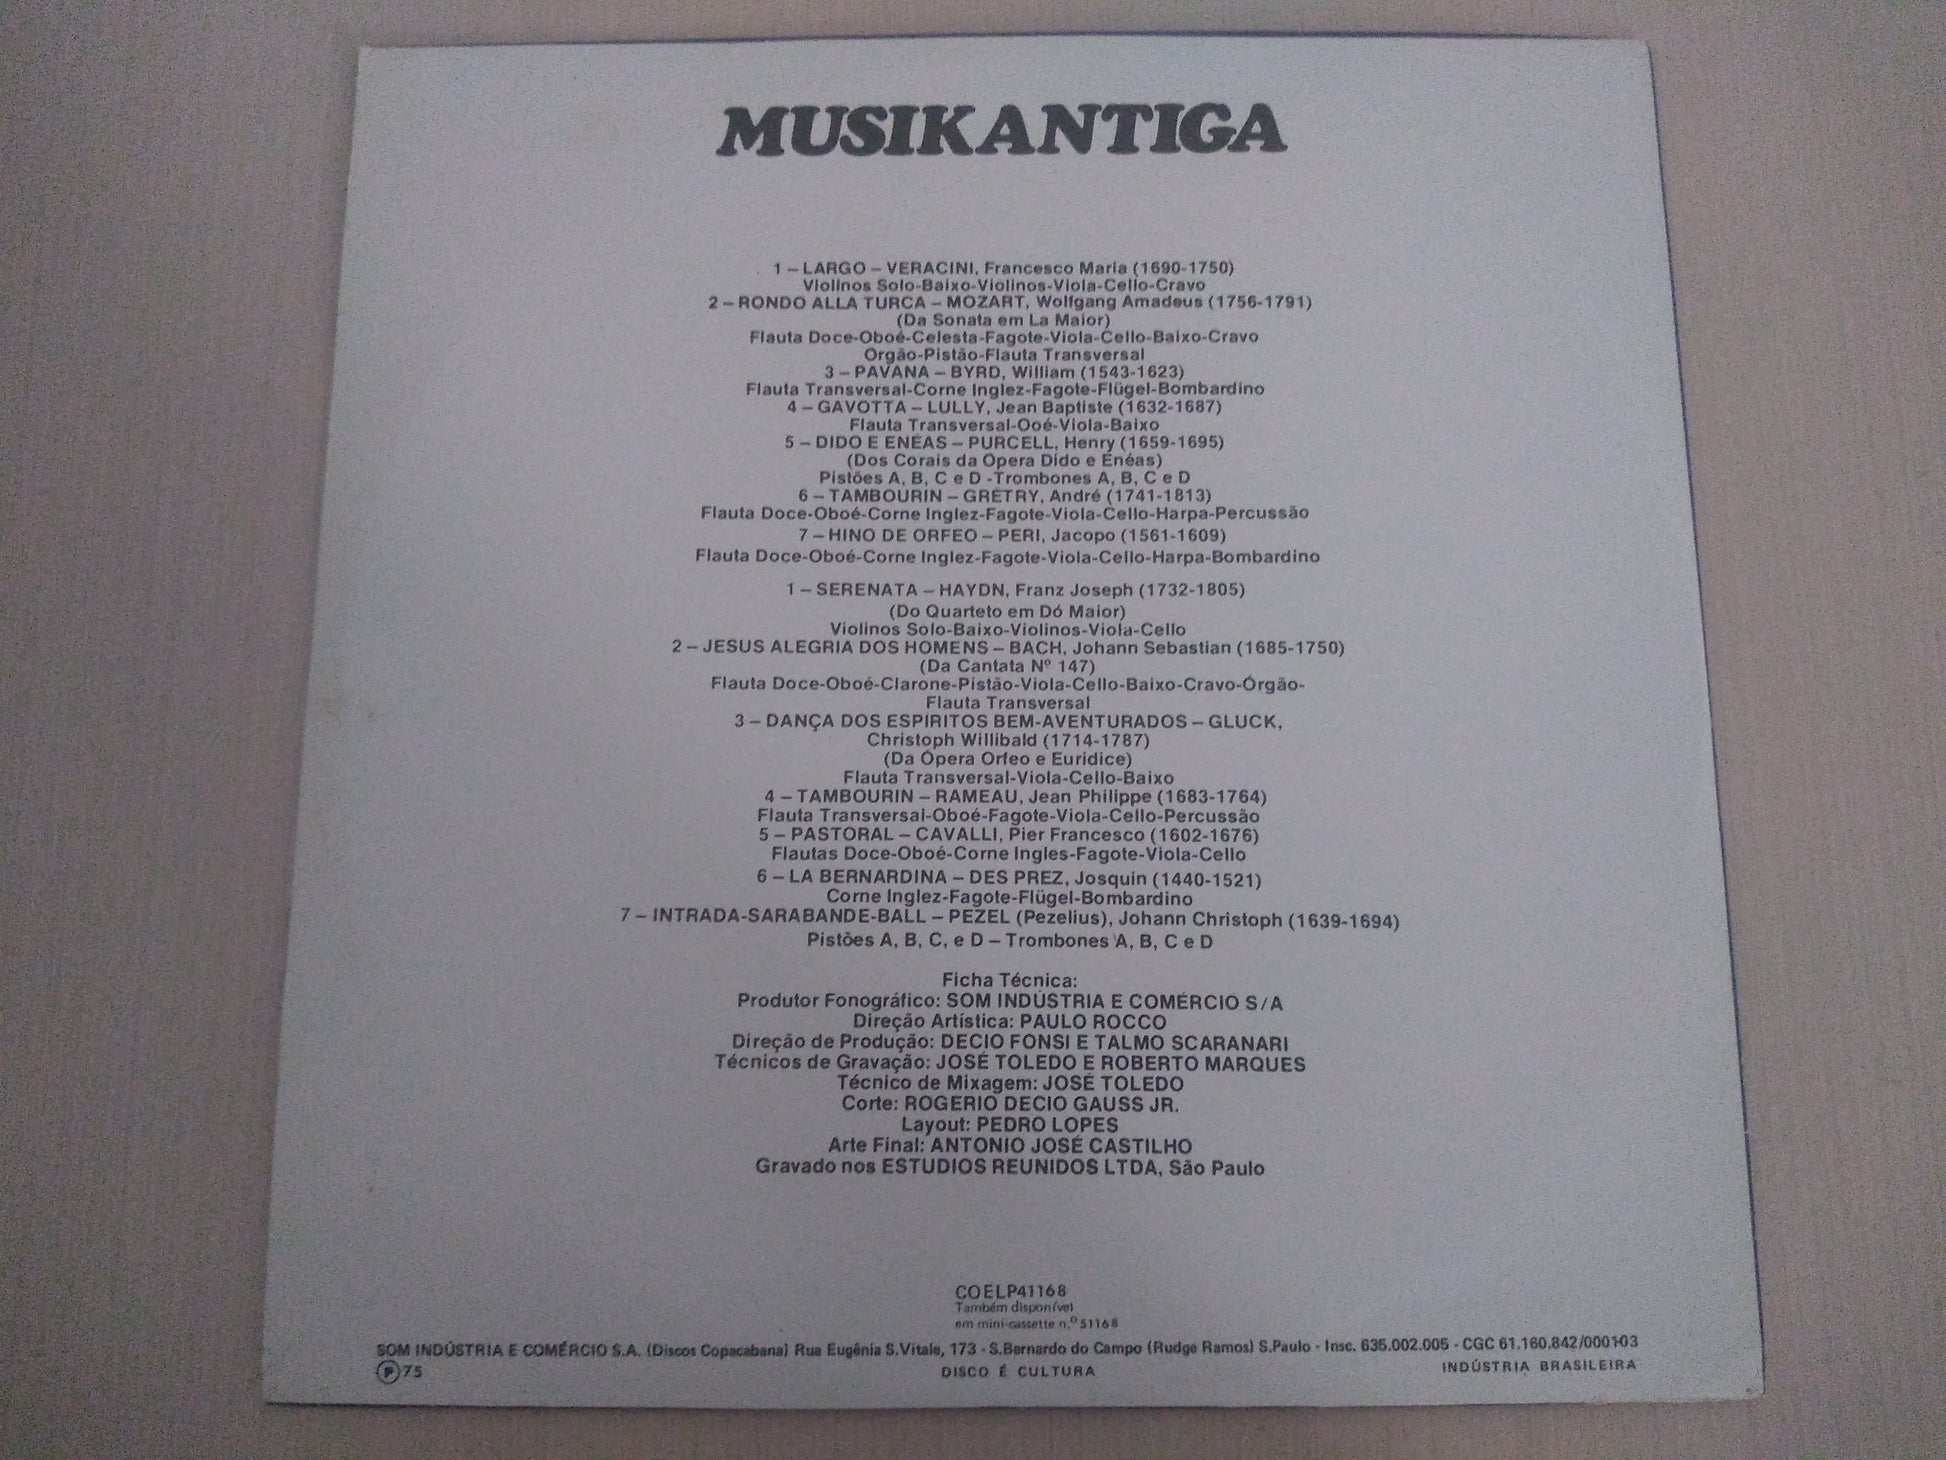 MUSIKANTIGA
1 – LARGO – VERACINI, Francesco Maria (1690-1750)
Violinos Solo-Baixo-Violinos-Viola-Cello-Cravo
2 – RONDO ALLA TURCA – MOZART, Wolfgang Amadeus (1756-1791)
(Da Sonata em La Maior)
Flauta Doce-Oboé-Celesta-Fagote-Viola-Cello-Baixo-Cravo
Orgão-Pistão-Flauta Transversal
3 – PAVANA – BYRD, William (1543-1623)
Flauta Transversal-Corne Inglez-Fagote-Flügel-Bombardino
4 – GAVOTTA – LULLY, Jean Baptiste (1632-1687)
Flauta Transversal-Ooé-Viola-Baixo
5 – DIDO E ENÉAS – PURCELL, Henry (1659-1695)
(Dos Corais da Opera Dido e Enéas)
Pistões A, B, C e D -Trombones A, B, C e D
6 – TAMBOURIN – GRÉTRY, André (1741-1813)
Flauta Doce-Oboé-Corne Inglez-Fagote-Viola-Cello-Harpa-Percussão
7 – HINO DE ORFEO – PERI, Jacopo (1561-1609)
Flauta Doce-Oboé-Corne Inglez-Fagote-Viola-Cello-Harpa-Bombardino
1 – SERENATA – HAYDN, Franz Joseph (1732-1805)
(Do Quarteto em Dó Maior)
Violinos Solo-Baixo-Violinos-Viola-Cello
2 – JESUS ALEGRIA DOS HOMENS – BACH, Johann Sebastian (1685-1750)
(Da Cantata Nº 147)
Flauta Doce-Oboé-Clarone-Pistão-Viola-Cello-Baixo-Cravo-Órgão-
Flauta Transversal
3 – DANÇA DOS ESPIRITOS BEM-AVENTURADOS – GLUCK,
Christoph Willibald (1714-1787)
(Da Ópera Orfeo e Euridice)
Flauta Transversal-Viola-Cello-Baixo
4 – TAMBOURIN – RAMEAU, Jean Philippe (1683-1764)
Flauta Transversal-Oboé-Fagote-Viola-Cello-Percussão
5 – PASTORAL – CAVALLI, Pier Francesco (1602-1676)
Flautas Doce-Oboé-Corne Ingles-Fagote-Viola-Cello
6 – LA BERNARDINA – DES PREZ, Josquin (1440-1521)
Corne Inglez-Fagote-Flügel-Bombardino
7 – INTRADA-SARABANDE-BALL – PEZEL (Pezelius), Johann Christoph (1639-1694)
Pistões A, B, C, e D – Trombones A, B, C e D
Ficha Técnica:
Produtor Fonográfico: SOM INDÚSTRIA E COMÉRCIO S/A
Direção Artística: PAULO ROCCO
Direção de Produção: DECIO FONSI E TALMO SCARANARI
Técnicos de Gravação: JOSÉ TOLEDO E ROBERTO MARQUES
Técnico de Mixagem: JOSÉ TOLEDO
Corte: ROGERIO DECIO GAUSS JR.
Layout: PEDRO LOPES
Arte Final: ANTONIO JOSÉ CASTILHO
Gravado nos ESTUDIOS REUNIDOS LTDA, São Paulo
COELP41168
Também disponível
em mini-cassette n.º 51168
SOM INDÚSTRIA E COMÉRCIO S.A. (Discos Copacabana) Rua Eugênia S.Vitale, 173 - S.Bernardo do Campo (Rudge Ramos) S.Paulo - Insc. 635.002.005 - CGC 61.160.842/0001-03
℗ 75 DISCO É CULTURA INDÚSTRIA BRASILEIRA